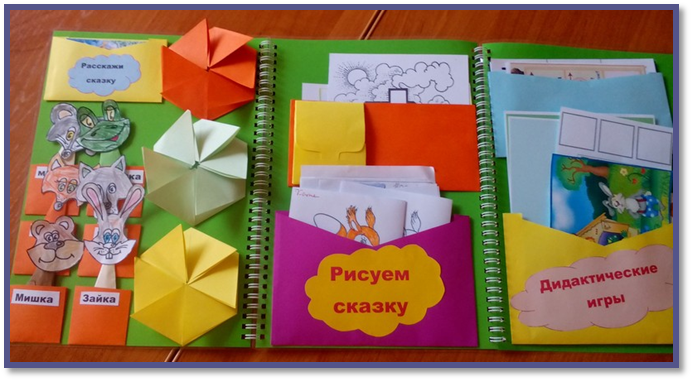 Расскажи
сказку
Мишка
Зайка
Рисуем
сказку
Дидактические
игры